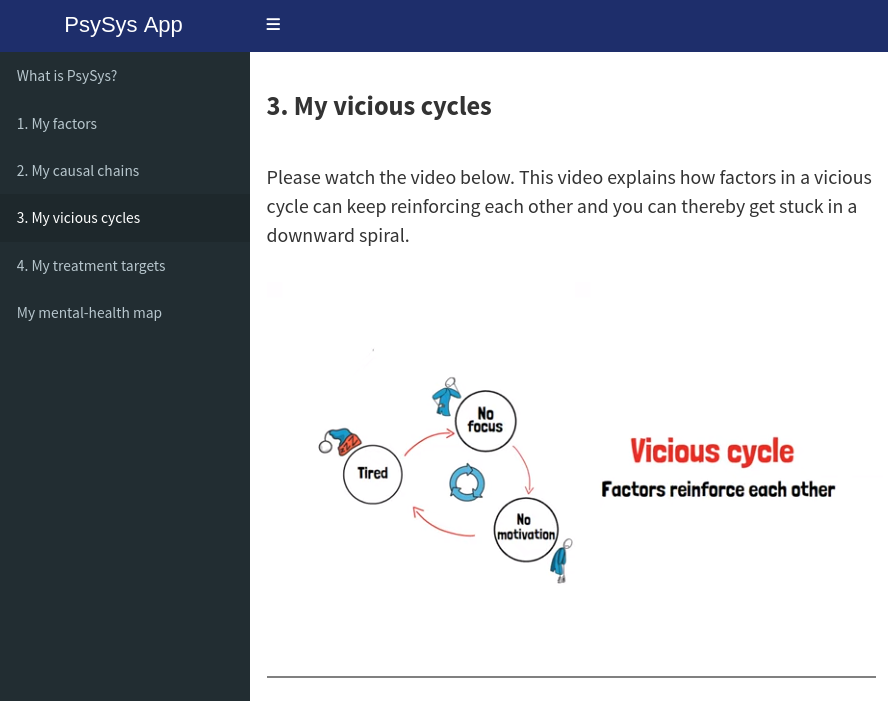 PsySys App
What is PsySys?
1. My factors
2. My causal chains
3. My vicious cycles
4. My treatment targets
My mental-health map
3. My vicious cycles
Please watch the video below. This video explains how factors in a vicious
cycle can keep reinforcing each other and you can thereby get stuck in a
downward spiral.
No
focus
Tired
zzz
No
motivation
Vicious cycle
Factors reinforce each other